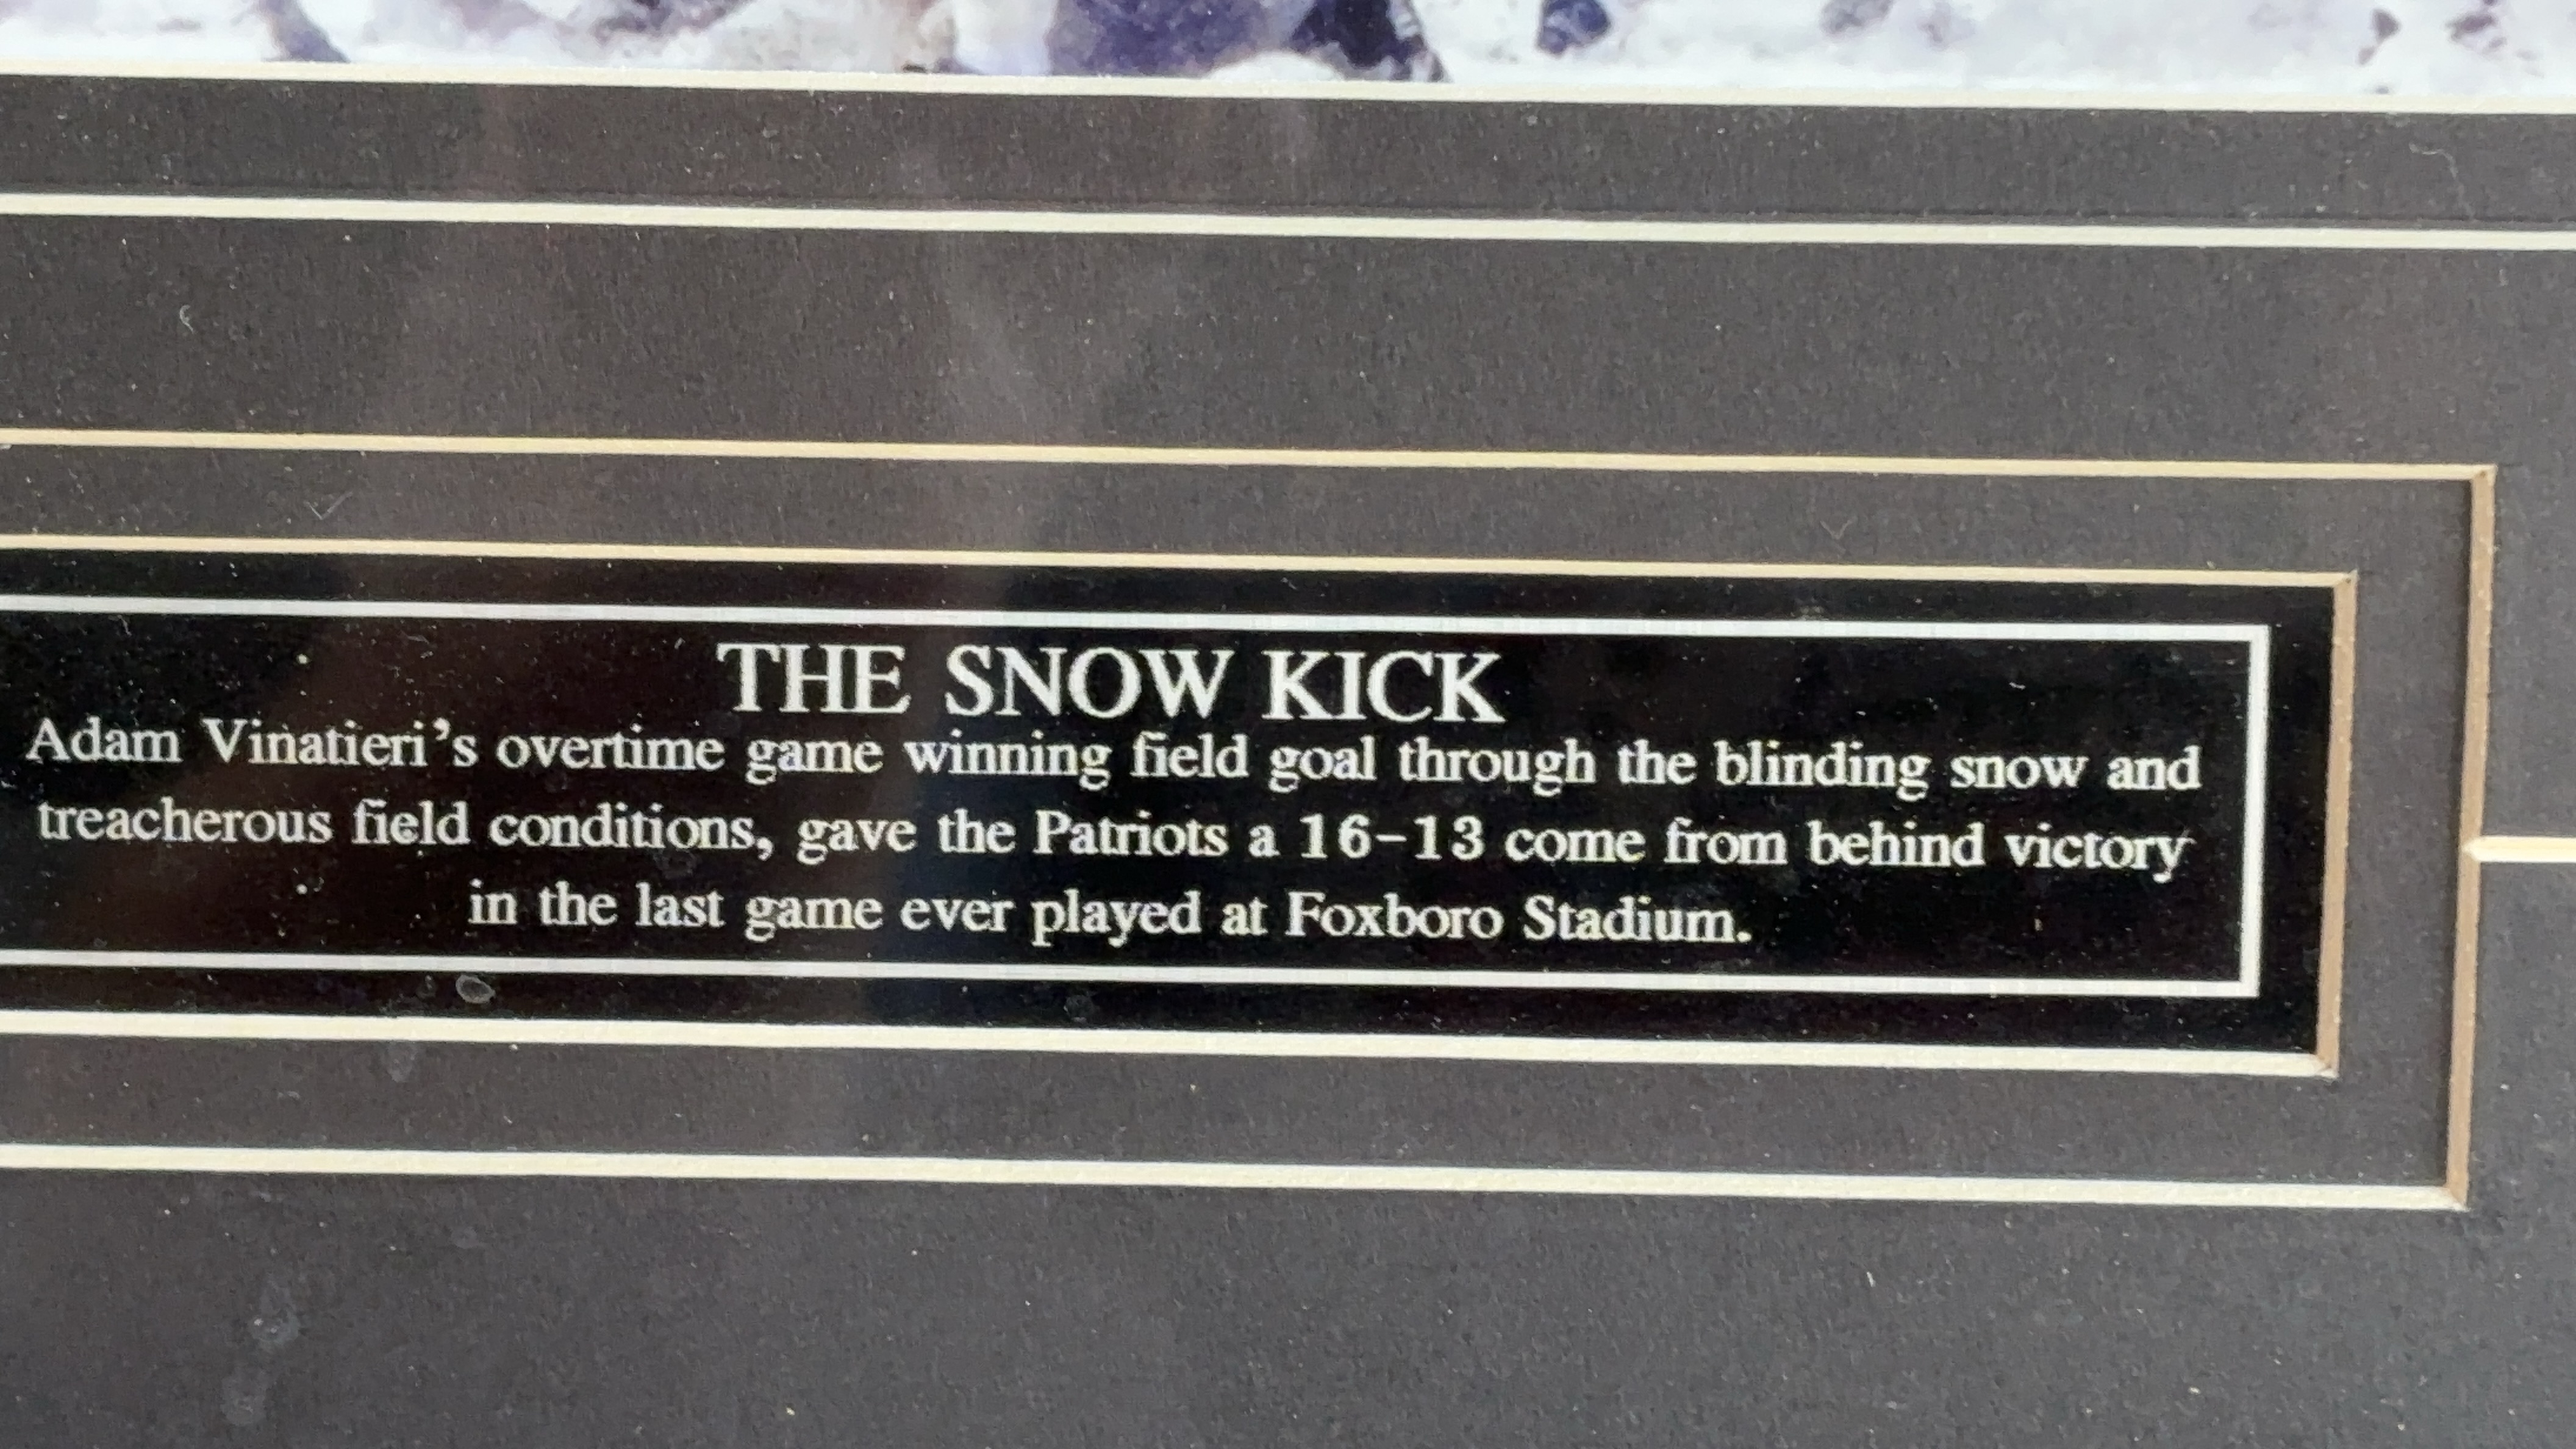 THE SNOW KICK
Adam Vinatieri's overtime game winning field goal through the blinding snow and
treacherous field conditions, gave the Patriots a 16-13 come from behind victory
in the last game ever played at Foxboro Stadium.